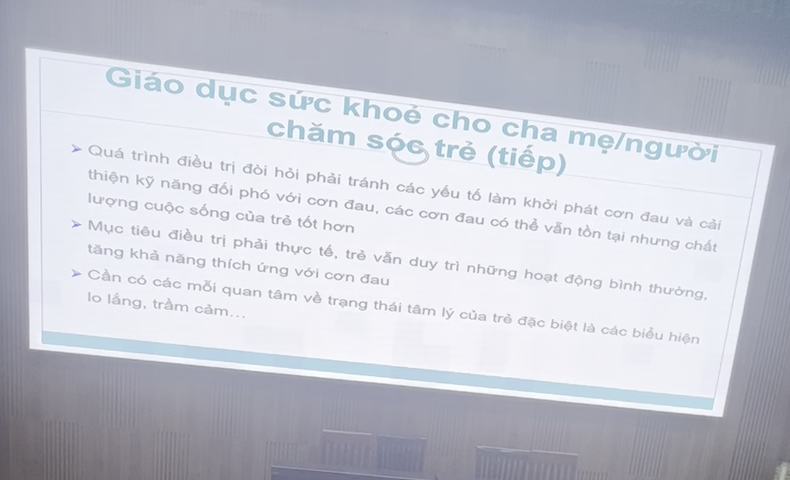 Giáo dục sức khoẻ cho cha mẹ/người
chăm sóc trẻ (tiếp)
➢ Quá trình điều trị đòi hỏi phải tránh các yếu tố làm khởi phát cơn đau và cải
thiện kỹ năng đối phó với cơn đau, các cơn đau có thể vẫn tồn tại nhưng chất
lượng cuộc sống của trẻ tốt hơn
➢ Mục tiêu điều trị phải thực tế, trẻ vẫn duy trì những hoạt động bình thường,
tăng khả năng thích ứng với cơn đau
➢ Cần có các mối quan tâm về trạng thái tâm lý của trẻ đặc biệt là các biểu hiện
lo lắng, trầm cảm...